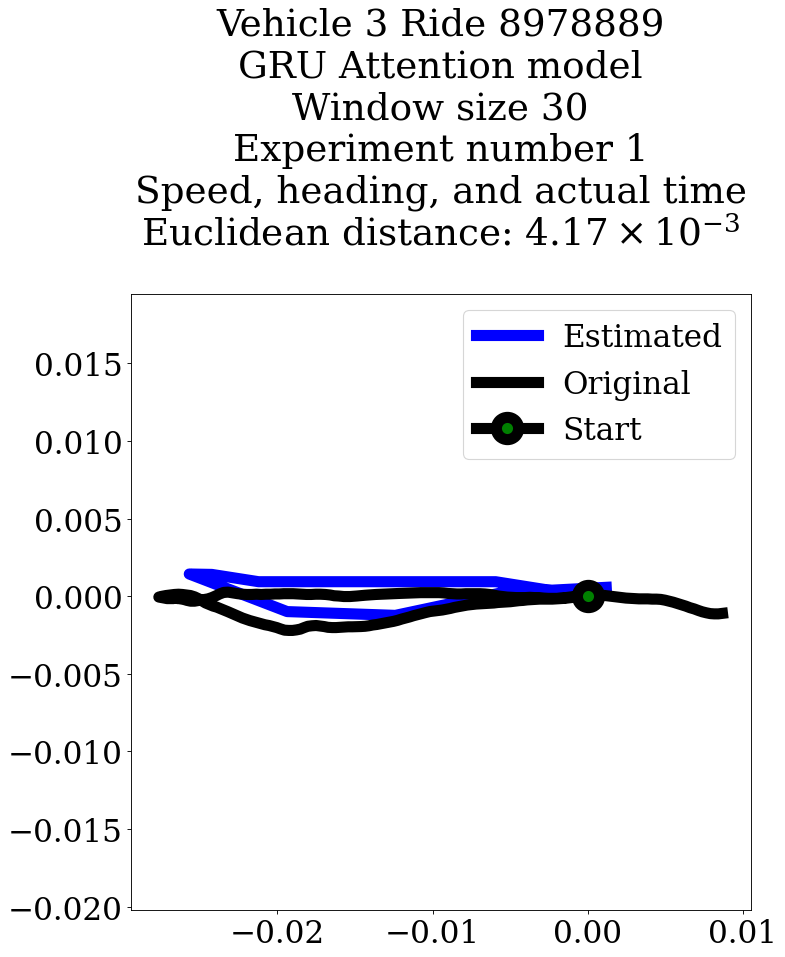 Vehicle 3 Ride 8978889
GRU Attention model
Window size 30
Experiment number 1
Speed, heading, and actual time
Euclidean distance: 4.17 × 10⁻³
Estimated
Original
Start
0.015
0.010
0.005
0.000
−0.005
−0.010
−0.015
−0.020
−0.02 −0.01 0.00 0.01